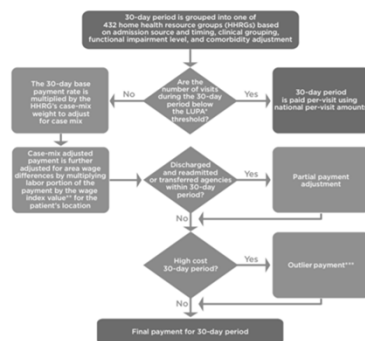 30-day period is grouped into one of
432 home health resource groups (HHRGs) based
on admission source and timing, clinical grouping,
functional impairment level, and comorbidity adjustment
The 30-day base
payment rate is
multiplied by the
HHRG's case-mix
weight to adjust
for case mix
No
Are the
number of visits
during the 30-day
period below
the LUPA*
threshold?
Yes
30-day period
is paid per-visit using
national per-visit amounts
Case-mix adjusted
payment is further
adjusted for area wage
differences by multiplying
labor portion of the
payment by the wage
index value** for the
patient's location
Discharged
and readmitted
or transferred agencies
within 30-day
period?
Yes
Partial payment
adjustment
No
High cost
30-day period?
Yes
Outlier payment***
No
Final payment for 30-day period